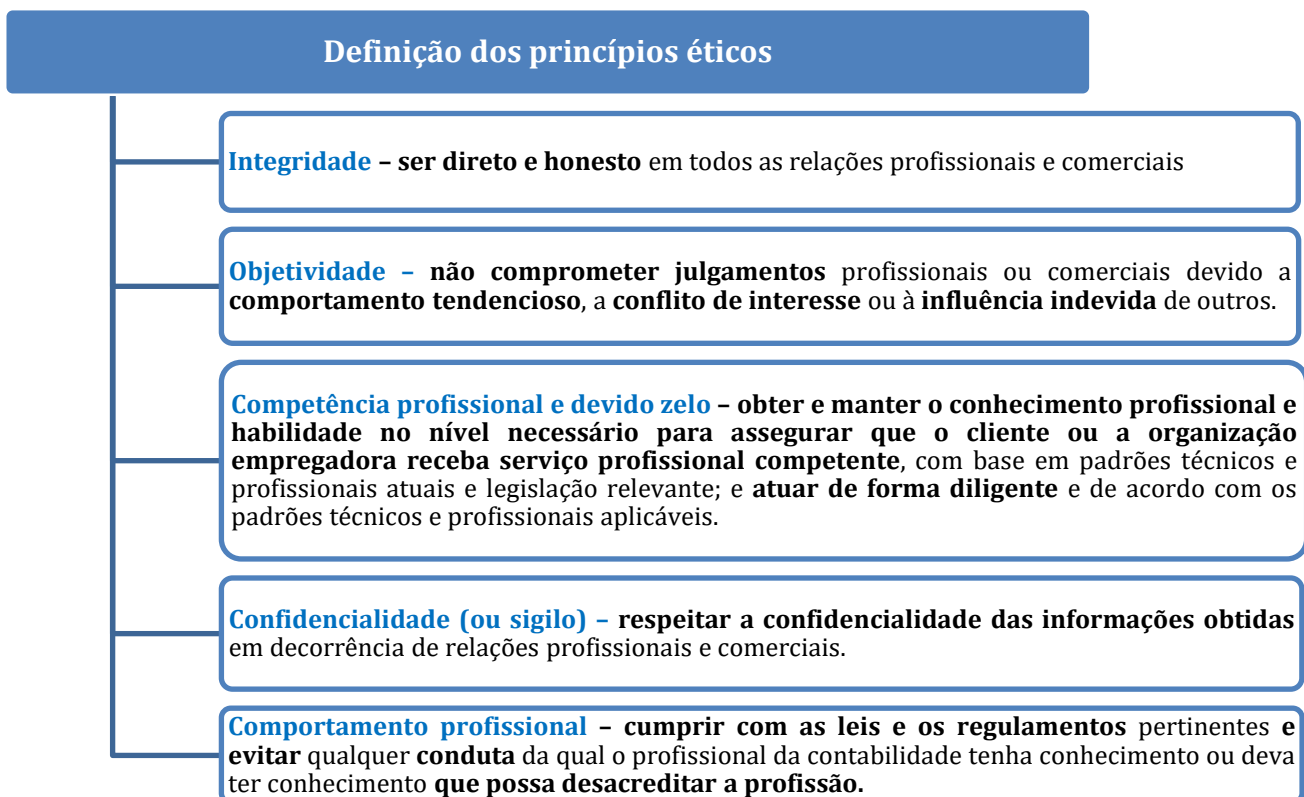 Definição dos princípios éticos
Integridade – ser direto e honesto em todos as relações profissionais e comerciais
Objetividade – não comprometer julgamentos profissionais ou comerciais devido a
comportamento tendencioso, a conflito de interesse ou à influência indevida de outros.
Competência profissional e devido zelo – obter e manter o conhecimento profissional e
habilidade no nível necessário para assegurar que o cliente ou a organização
empregadora receba serviço profissional competente, com base em padrões técnicos e
profissionais atuais e legislação relevante; e atuar de forma diligente e de acordo com os
padrões técnicos e profissionais aplicáveis.
Confidencialidade (ou sigilo) – respeitar a confidencialidade das informações obtidas
em decorrência de relações profissionais e comerciais.
Comportamento profissional – cumprir com as leis e os regulamentos pertinentes e
evitar qualquer conduta da qual o profissional da contabilidade tenha conhecimento ou deva
ter conhecimento que possa desacreditar a profissão.